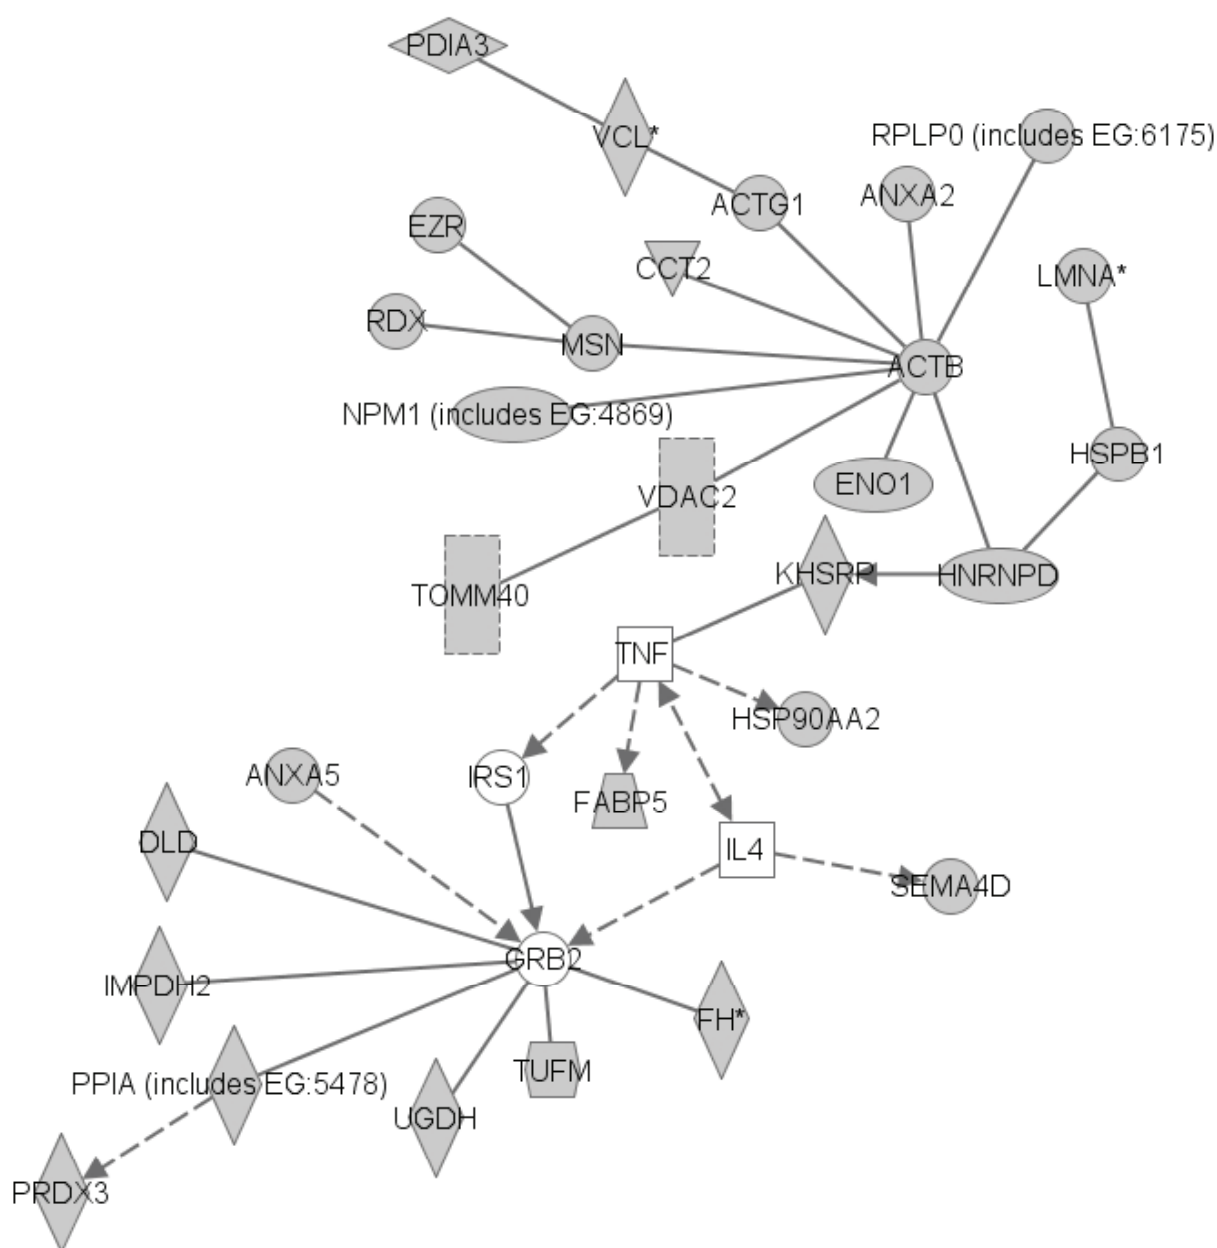 PDIA3
VCL*
RPLP0 (includes EG:6175)
ACTG1
ANXA2
EZR
CCT2
LMNA*
RDX
MSN
ACTB
NPM1 (includes EG:4869)
HSPB1
VDAC2
ENO1
KHSRP
HNRNPD
TOMM40
TNF
HSP90AA2
ANXA5
IRS1
FABP5
DLD
IL4
SEMA4D
GRB2
IMPDH2
FH*
TUFM
PPIA (includes EG:5478)
UGDH
PRDX3